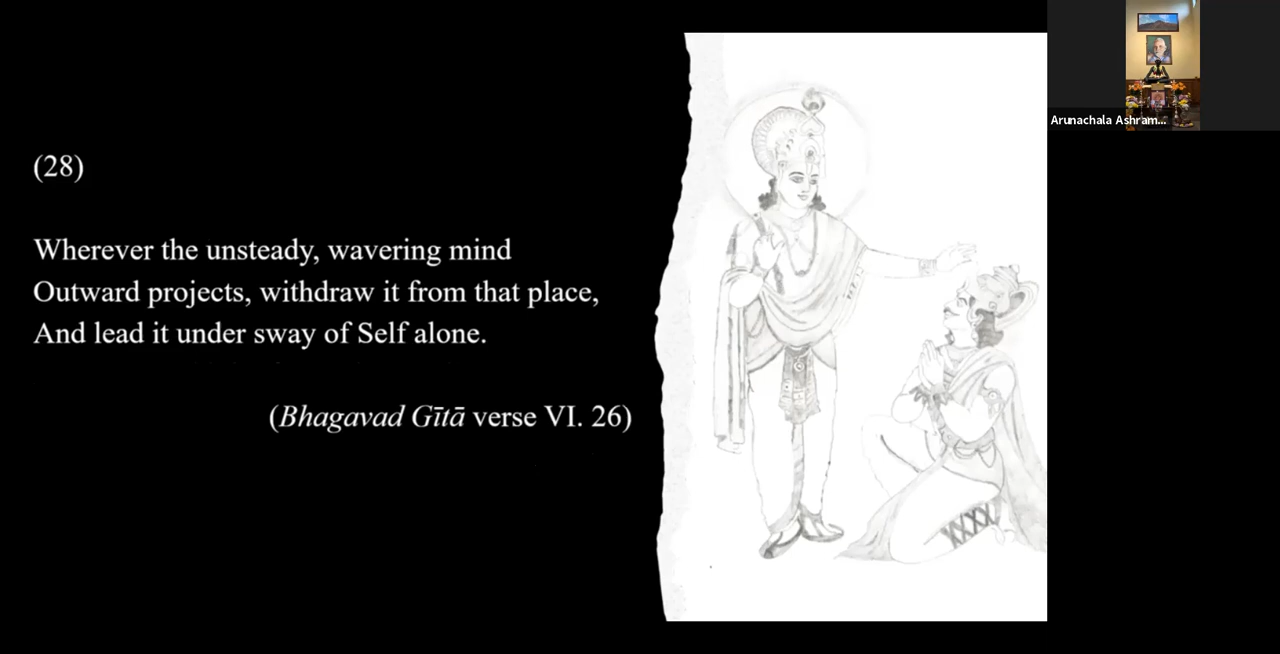 (28)
Wherever the unsteady, wavering mind
Outward projects, withdraw it from that place,
And lead it under sway of Self alone.
(Bhagavad Gītā verse VI. 26)
Arunachala Ashram...